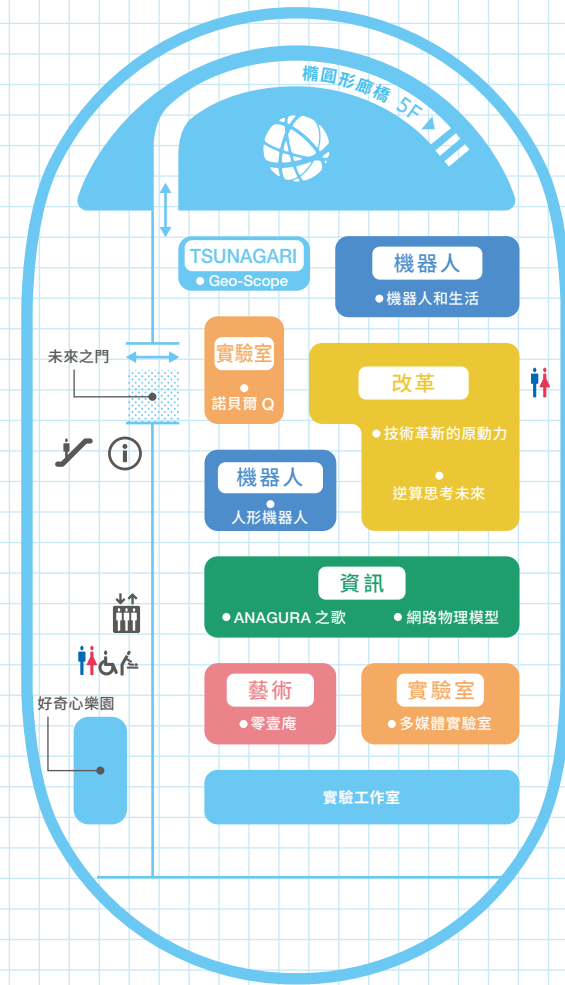 橢圓形廊橋 5F
TSUNAGARI
● Geo-Scope
機器人
● 機器人和生活
未來之門
實驗室
●
諾貝爾 Q
改革
● 技術革新的原動力
●
逆算思考未來
機器人
●
人形機器人
資訊
● ANAGURA 之歌
● 網路物理模型
好奇心樂園
藝術
● 零壹庵
實驗室
● 多媒體實驗室
實驗工作室